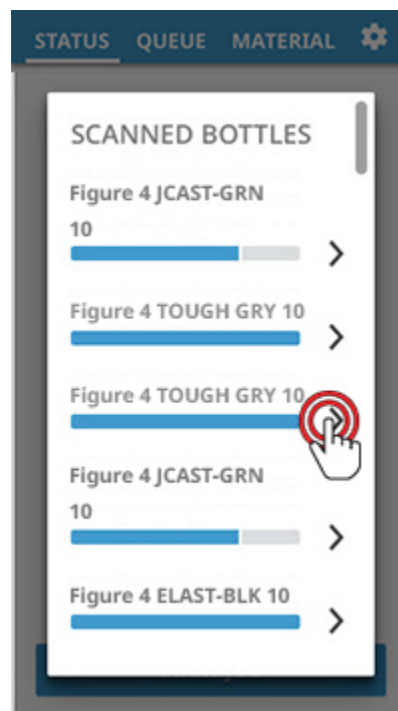 STATUS QUEUE MATERIAL
SCANNED BOTTLES
Figure 4 JCAST-GRN
10
Figure 4 TOUGH GRY 10
Figure 4 TOUGH GRY 10
Figure 4 JCAST-GRN
10
Figure 4 ELAST-BLK 10